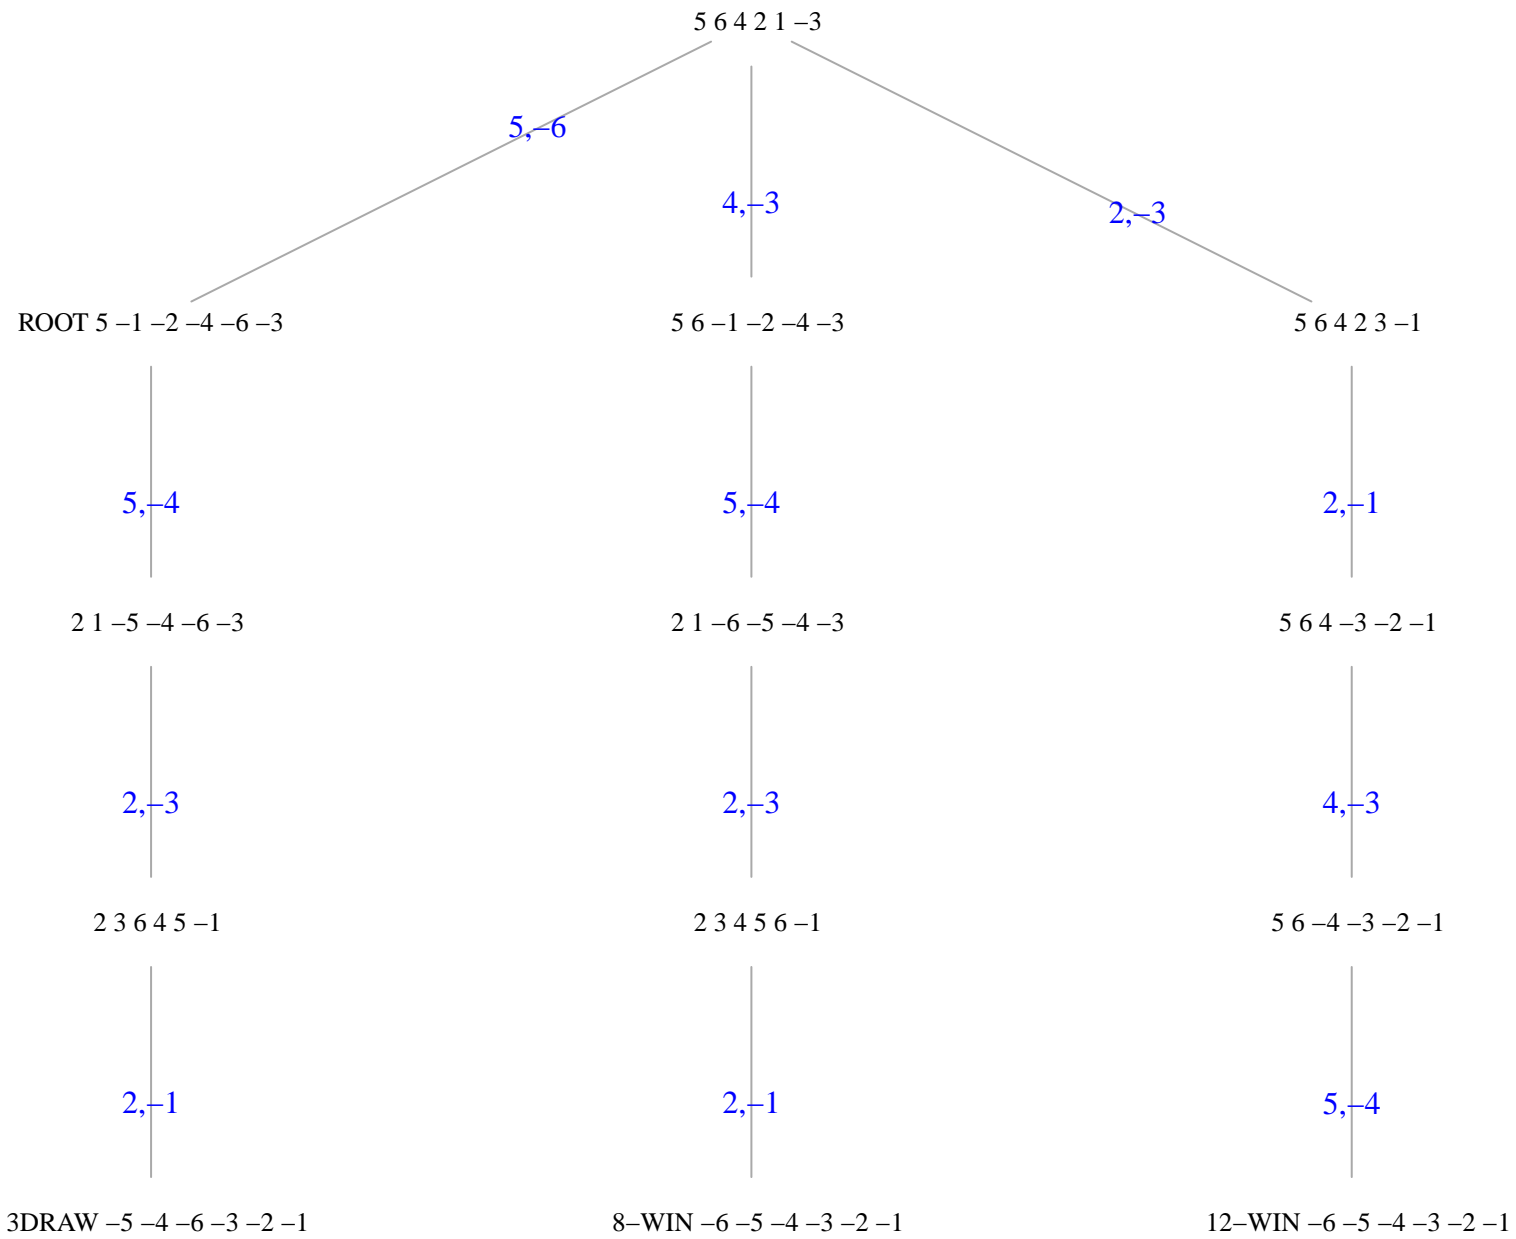 5 6 4 2 1 –3
5,–6
4,–3
2,–3
ROOT 5 –1 –2 –4 –6 –3
5 6 –1 –2 –4 –3
5 6 4 2 3 –1
5,–4
5,–4
2,–1
2 1 –5 –4 –6 –3
2 1 –6 –5 –4 –3
5 6 4 –3 –2 –1
2,–3
2,–3
4,–3
2 3 6 4 5 –1
2 3 4 5 6 –1
5 6 –4 –3 –2 –1
2,–1
2,–1
5,–4
3DRAW –5 –4 –6 –3 –2 –1
8–WIN –6 –5 –4 –3 –2 –1
12–WIN –6 –5 –4 –3 –2 –1